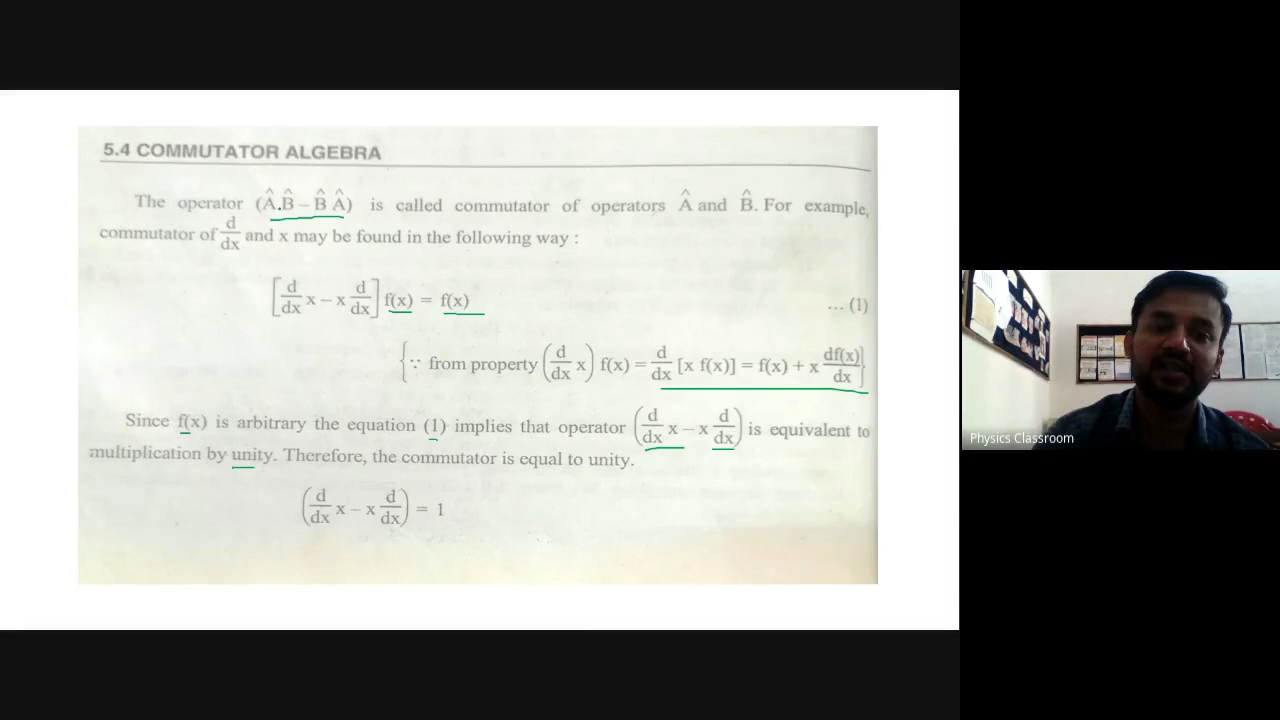 5.4 COMMUTATOR ALGEBRA
The operator (Â.B̂ – B̂ Â) is called commutator of operators Â and B̂. For example,
commutator of d/dx and x may be found in the following way :
[d/dx x – x d/dx] f(x) = f(x) ... (1)
{∵ from property (d/dx x) f(x) = d/dx [x f(x)] = f(x) + x df(x)/dx}
Since f(x) is arbitrary the equation (1) implies that operator (d/dx x – x d/dx) is equivalent to
multiplication by unity. Therefore, the commutator is equal to unity.
(d/dx x – x d/dx) = 1
Physics Classroom